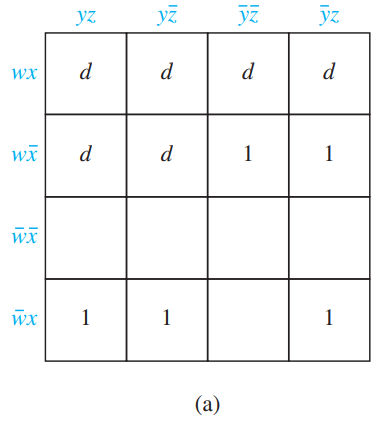 yz yz̄ ȳz̄ ȳz
wx d d d d
wx̄ d d 1 1
w̄x̄
w̄x 1 1 1
(a)